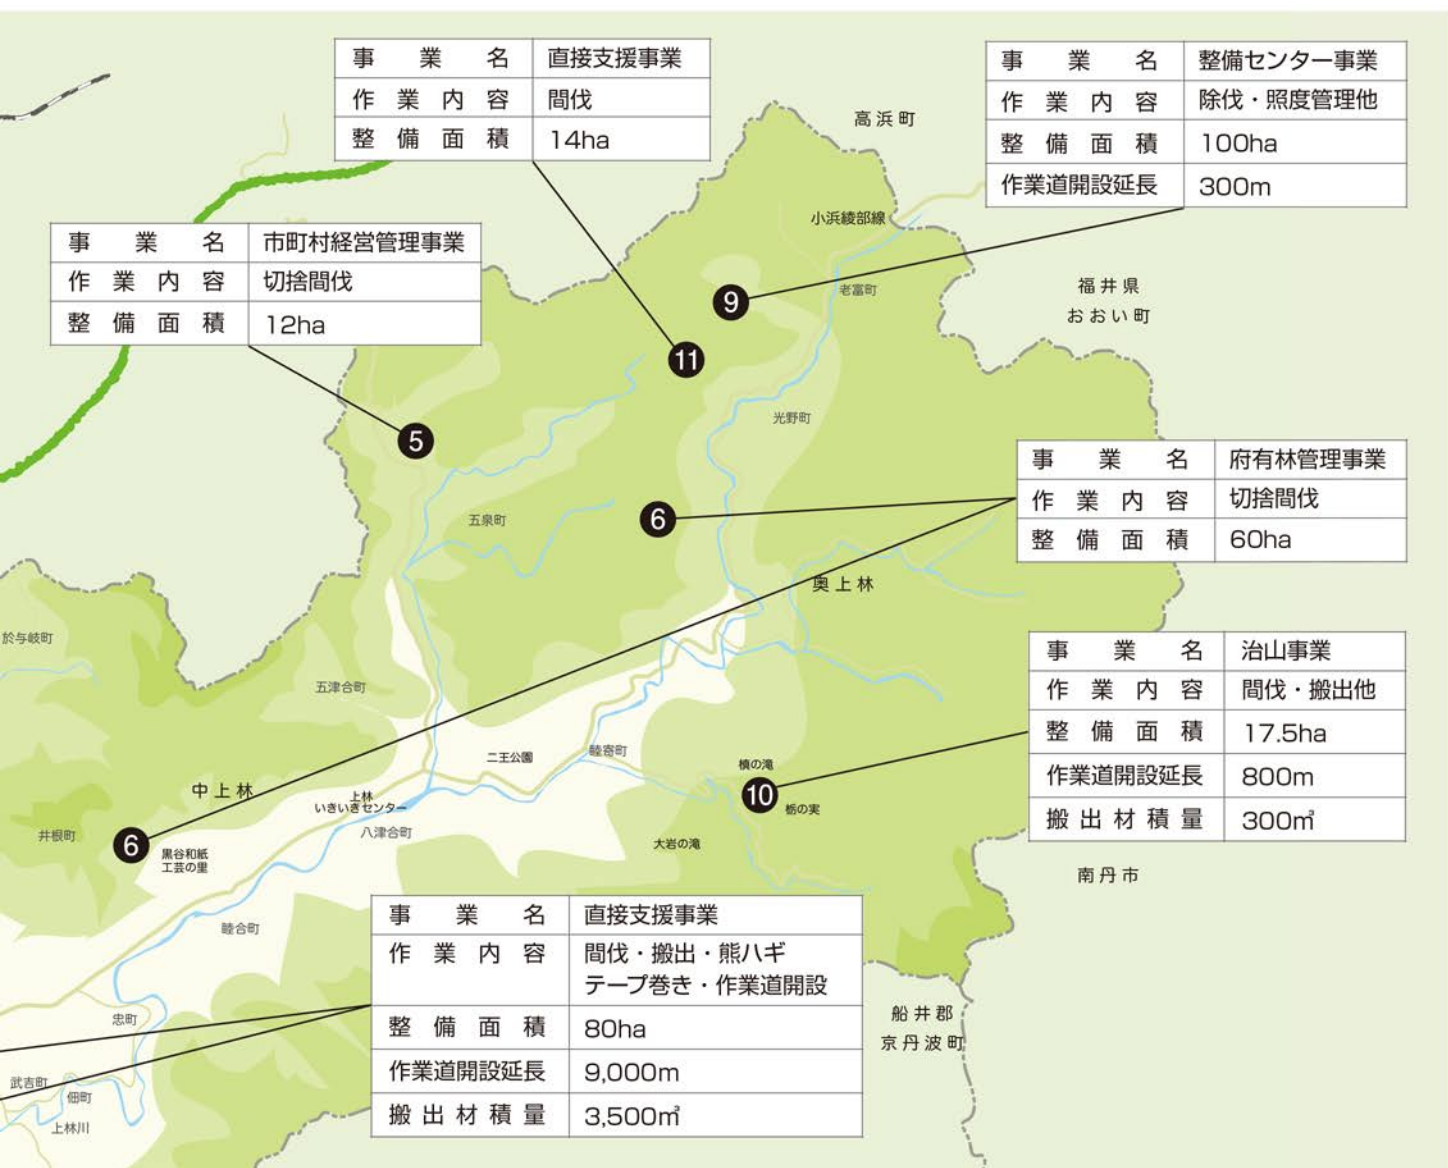 事業名 直接支援事業
作業内容 間伐
整備面積 14ha
事業名 整備センター事業
作業内容 除伐・照度管理他
整備面積 100ha
作業道開設延長 300m
高浜町
小浜綾部線
事業名 市町村経営管理事業
作業内容 切捨間伐
整備面積 12ha
9
老富町
福井県
おおい町
11
光野町
5
事業名 府有林管理事業
作業内容 切捨間伐
整備面積 60ha
6
五泉町
奥上林
於与岐町
五津合町
事業名 治山事業
作業内容 間伐・搬出他
整備面積 17.5ha
作業道開設延長 800m
搬出材積量 300㎥
二王公園
睦寄町
槙の滝
10
栃の実
中上林
上林
いきいきセンター
八津合町
大岩の滝
井根町
6
黒谷和紙
工芸の里
南丹市
睦合町
事業名 直接支援事業
作業内容 間伐・搬出・熊ハギ
テープ巻き・作業道開設
整備面積 80ha
作業道開設延長 9,000m
搬出材積量 3,500㎥
船井郡
京丹波町
忠町
武吉町
佃町
上林川